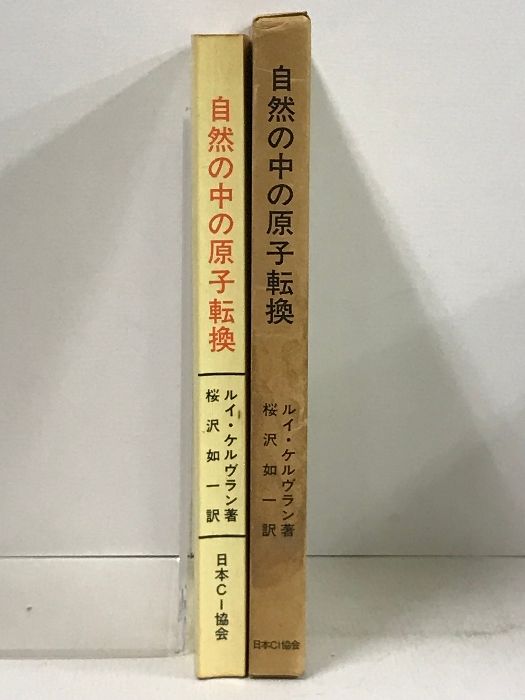 自然の中の原子転換
ルイ・ケルヴラン著
桜沢如一訳
日本CI協会
自然の中の原子転換
ルイ・ケルヴラン著
桜沢如一訳
日本CI協会